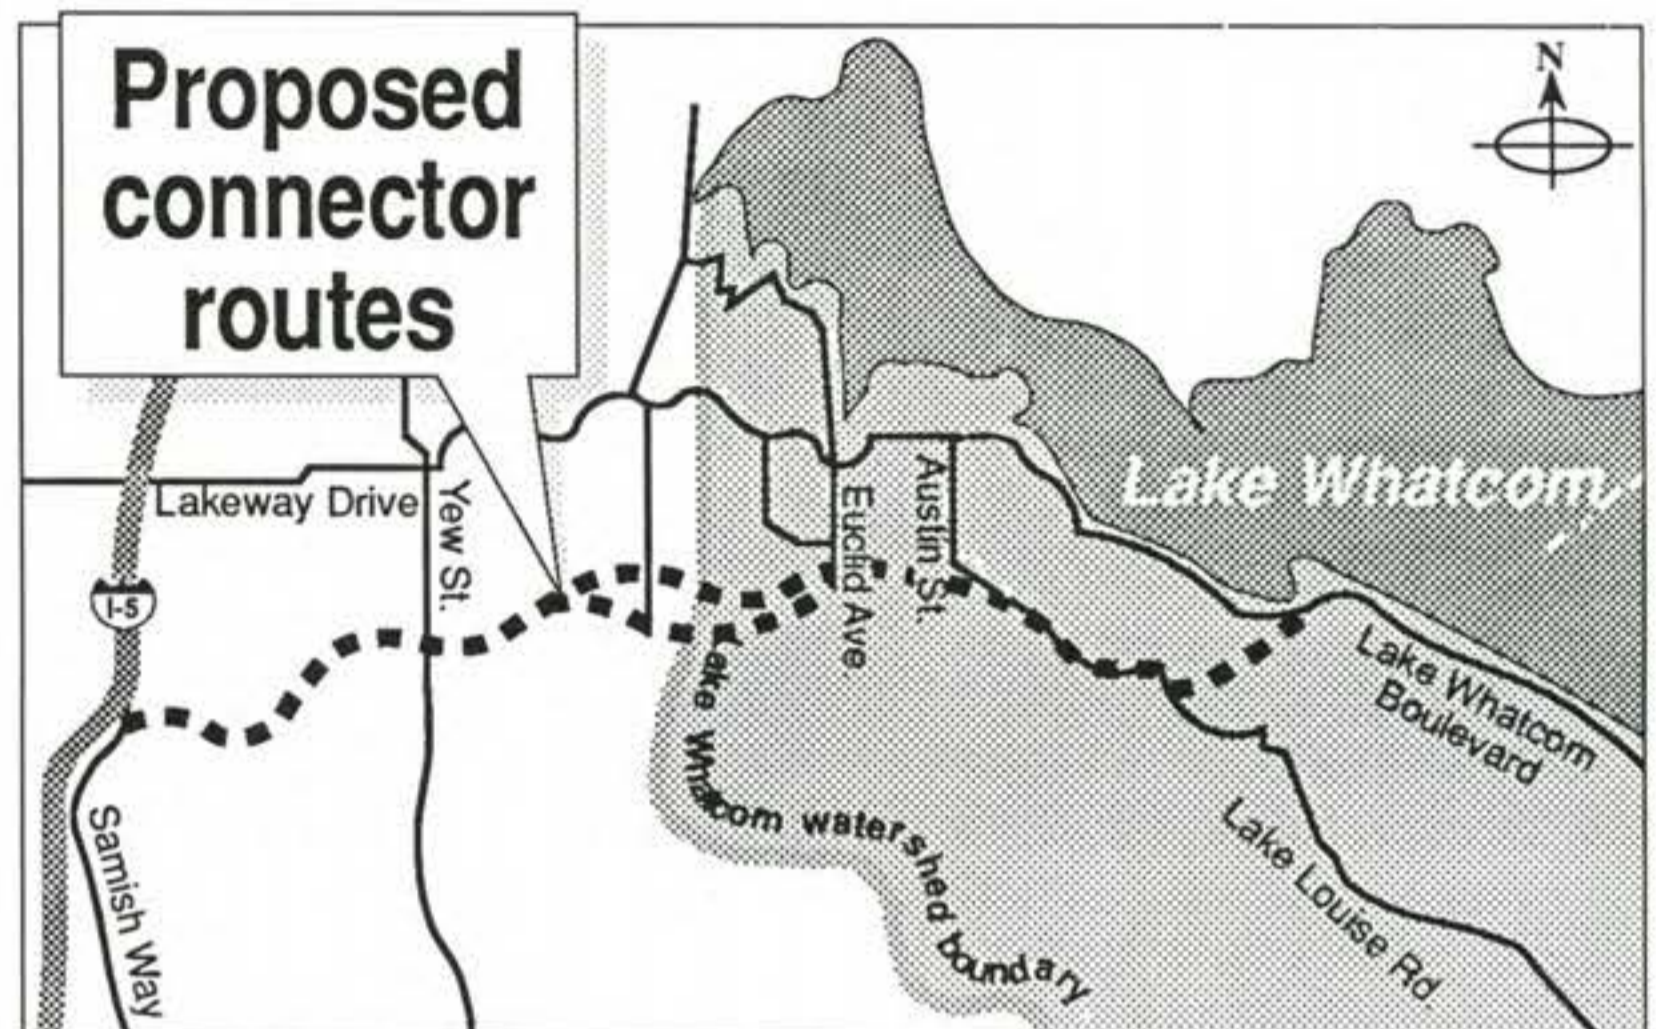 Proposed
connector
routes
N
Lake Whatcom
Lakeway Drive
Yew St.
Euclid Ave.
Austin St.
I-5
Lake Whatcom
Boulevard
Lake Whatcom watershed boundary
Samish Way
Lake Louise Rd